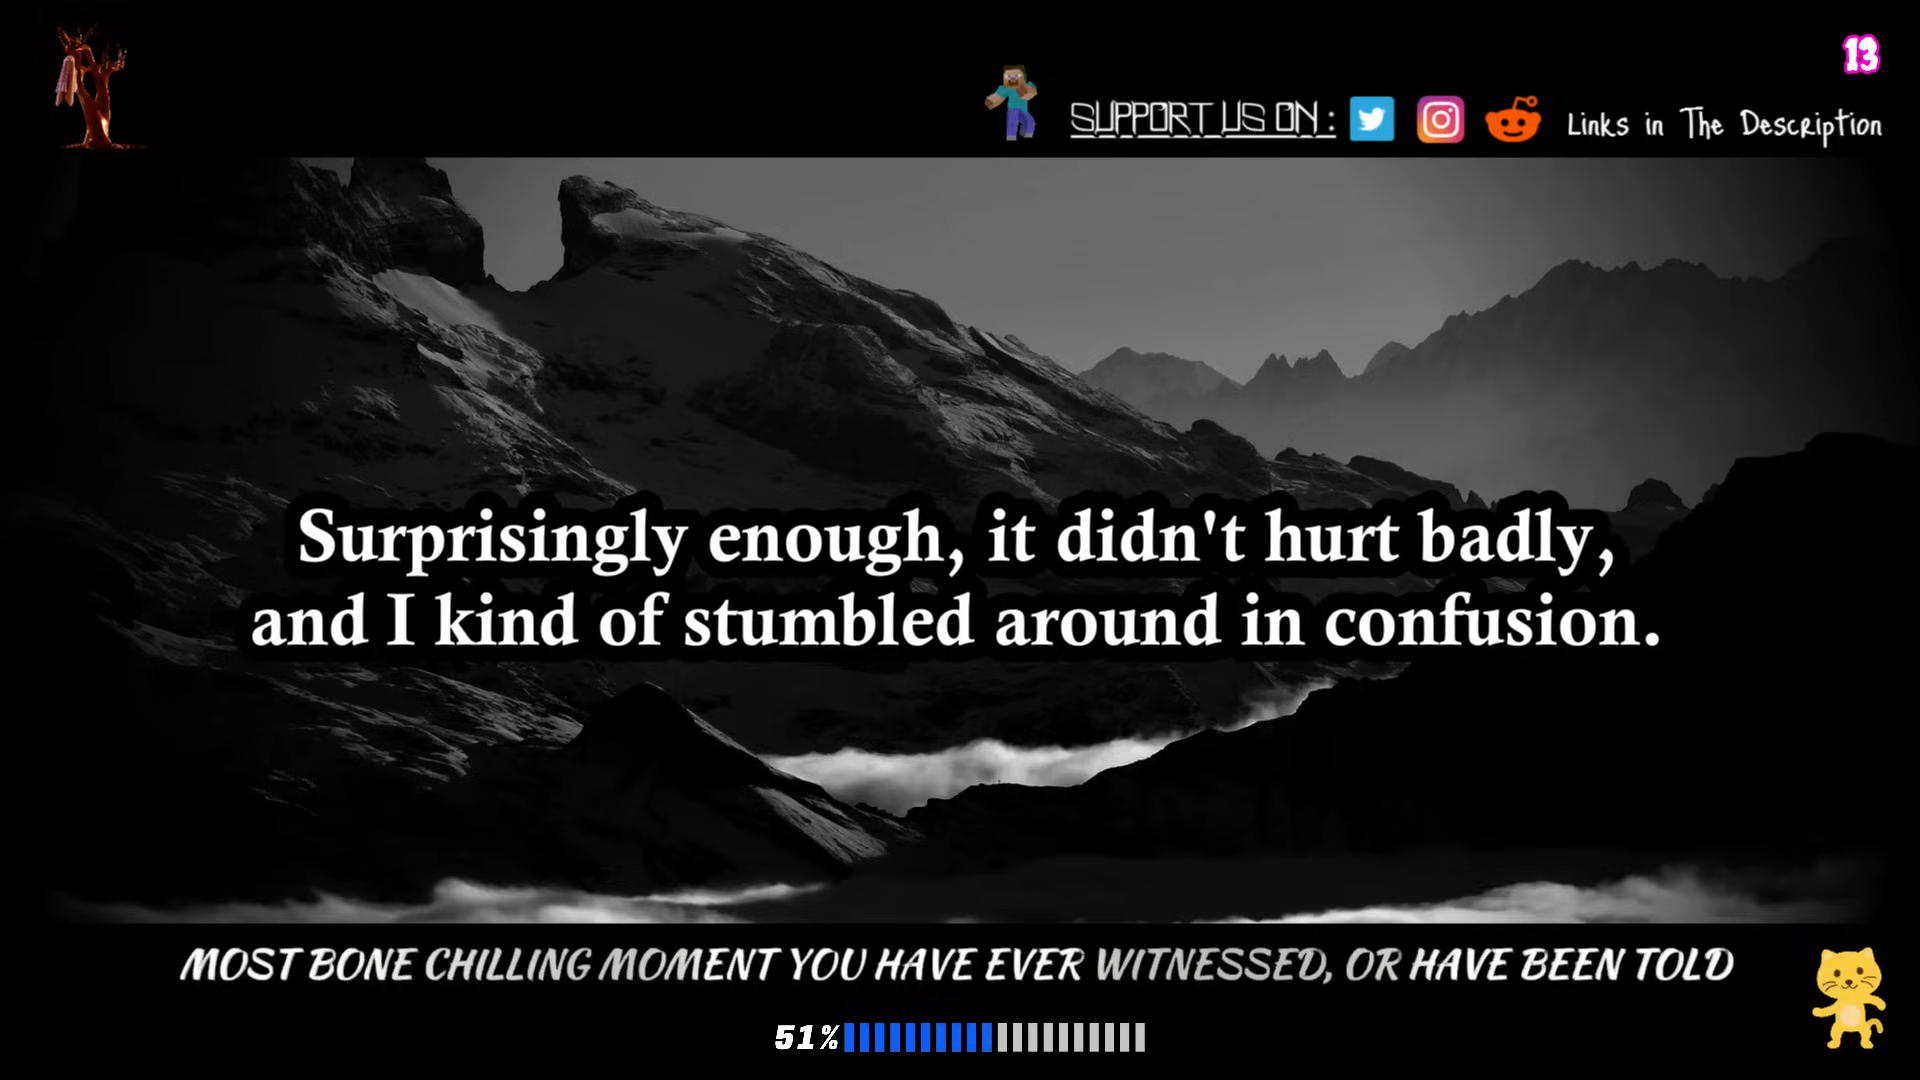 13
SUPPORT US ON : Links in The Description
Surprisingly enough, it didn't hurt badly,
and I kind of stumbled around in confusion.
MOST BONE CHILLING MOMENT YOU HAVE EVER WITNESSED, OR HAVE BEEN TOLD
51%